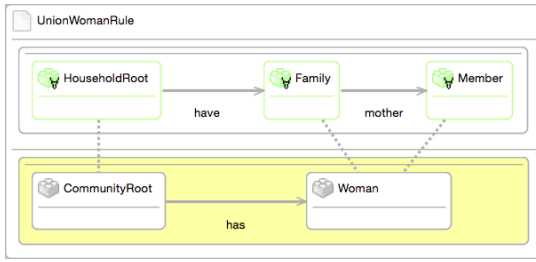 UnionWomanRule
HouseholdRoot
Family
Member
have
mother
CommunityRoot
Woman
has